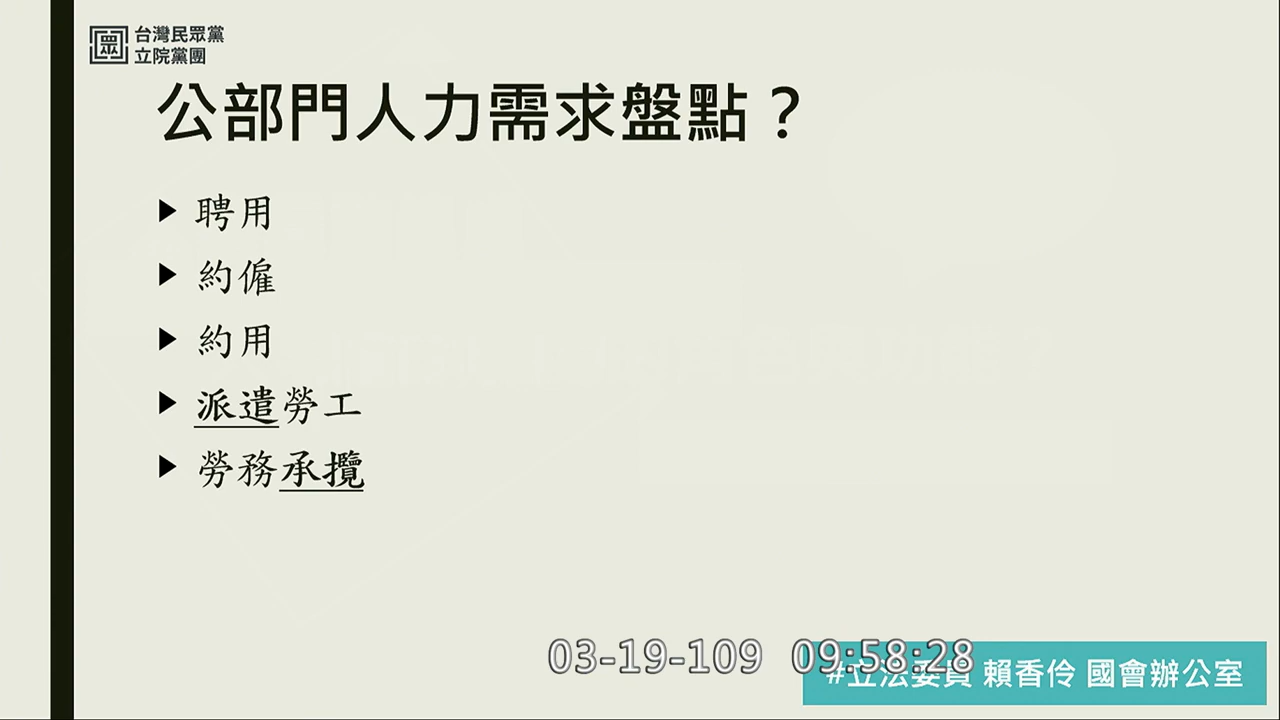 台灣民眾黨
立院黨團
公部門人力需求盤點？
聘用
約僱
約用
派遣勞工
勞務承攬
03-19-109 09:58:28
#立法委員 賴香伶 國會辦公室